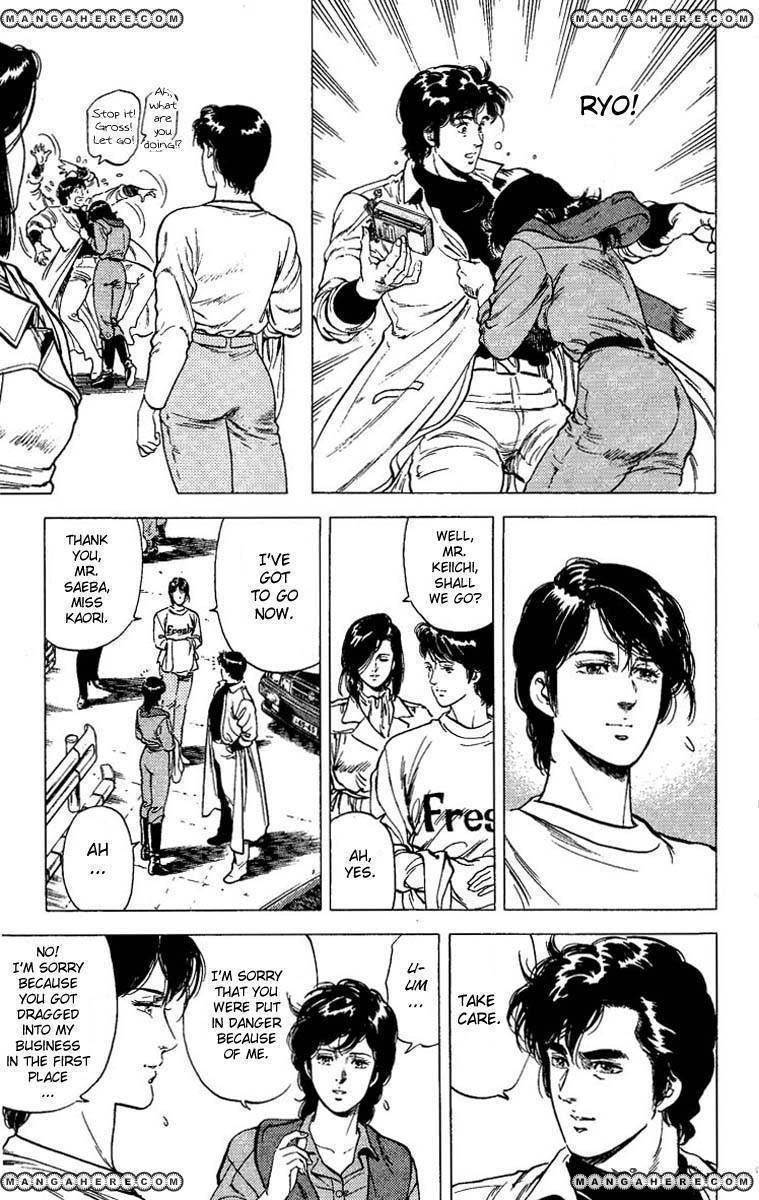 MANGAHERE.COM
MANGAHERE.COM
RYO!
Ah,
what
are
you
doing!?
Stop it!
Gross!
Let go!
WELL,
MR.
KEIICHI,
SHALL
WE GO?
Fres
AH,
YES.
I'VE
GOT
TO GO
NOW.
THANK
YOU,
MR.
SAEBA,
MISS
KAORI.
Fresh
AH
...
TAKE
CARE.
U-
UM
...
I'M SORRY
THAT YOU
WERE PUT
IN DANGER
BECAUSE
OF ME.
NO!
I'M SORRY
BECAUSE
YOU GOT
DRAGGED
INTO MY
BUSINESS
IN THE FIRST
PLACE
...
MANGAHERE.COM
MANGAHERE.COM